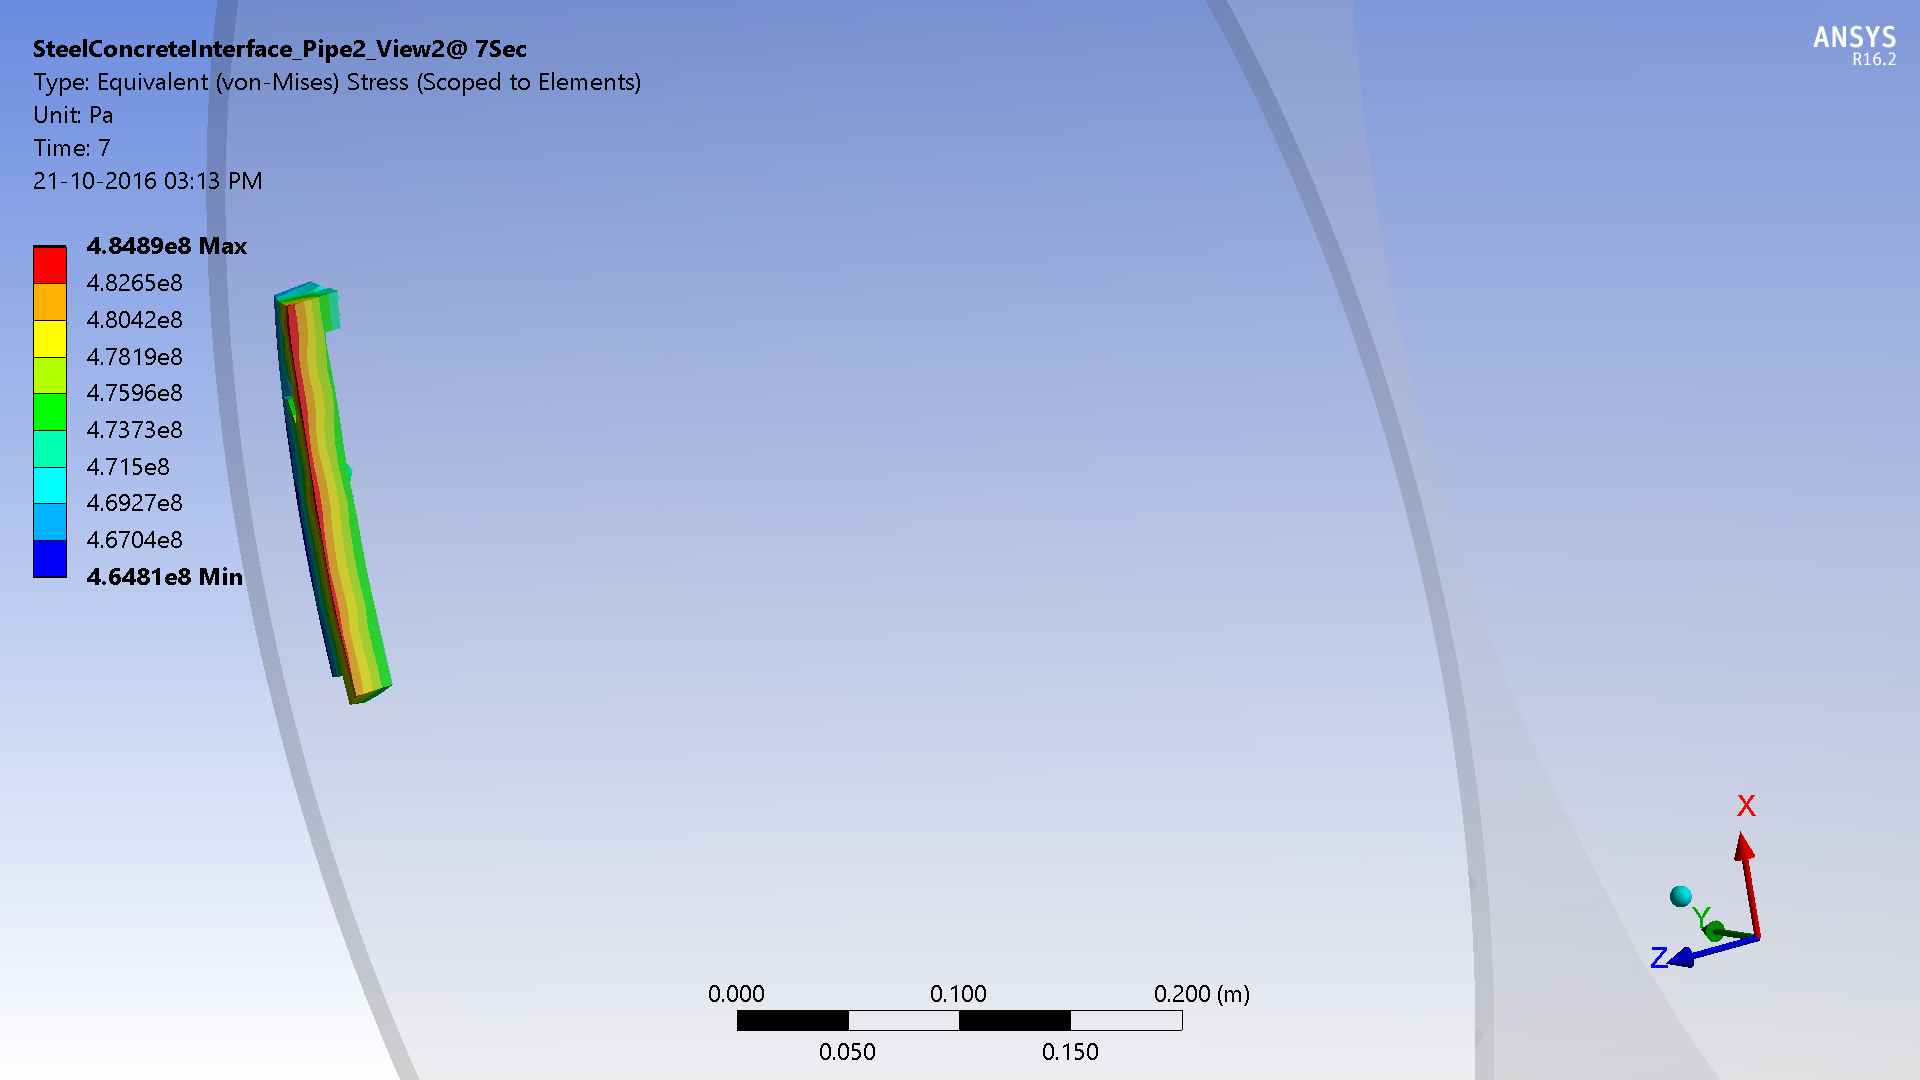 SteelConcreteInterface_Pipe2_View2@ 7Sec
Type: Equivalent (von-Mises) Stress (Scoped to Elements)
Unit: Pa
Time: 7
21-10-2016 03:13 PM
ANSYS
R16.2
4.8489e8 Max
4.8265e8
4.8042e8
4.7819e8
4.7596e8
4.7373e8
4.715e8
4.6927e8
4.6704e8
4.6481e8 Min
X
Y
Z
0.000 0.100 0.200 (m)
0.050 0.150